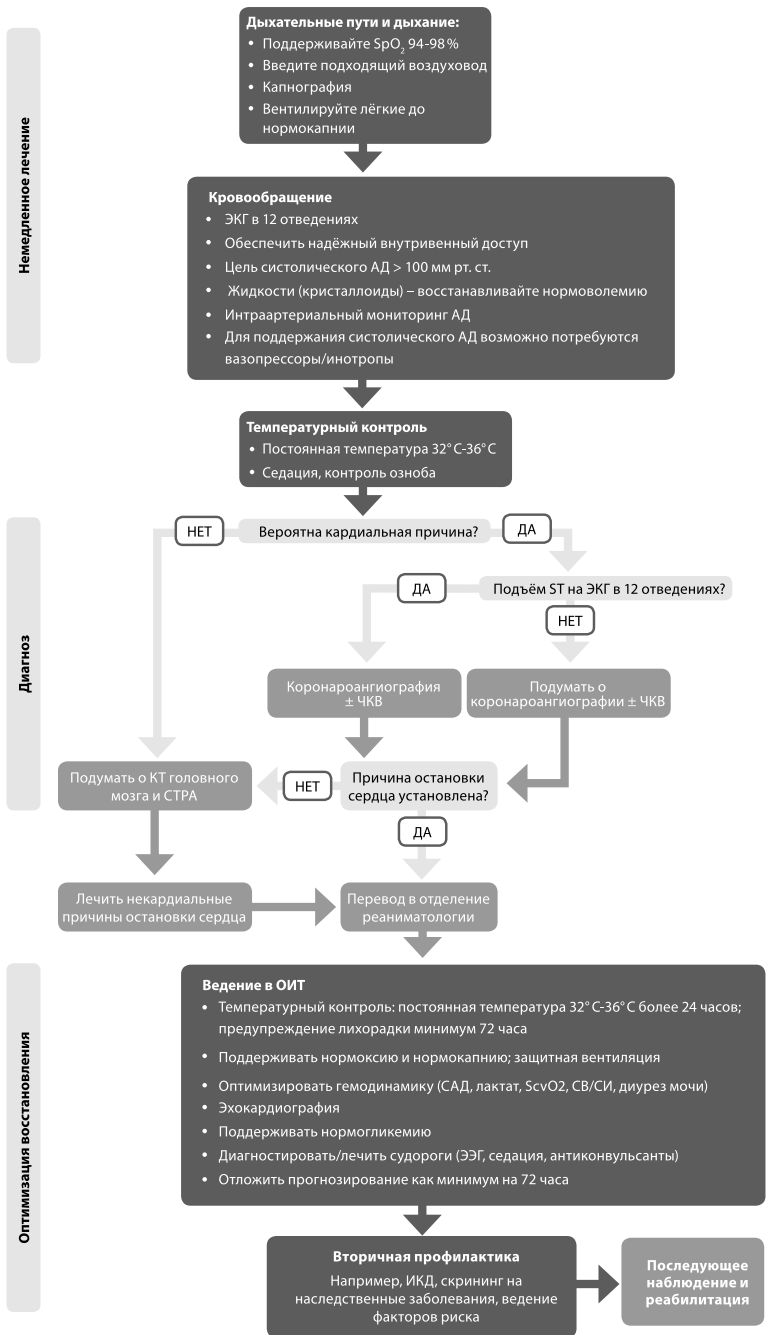 Немедленное лечение
Дыхательные пути и дыхание:
• Поддерживайте SpO2 94-98 %
• Введите подходящий воздуховод
• Капнография
• Вентилируйте лёгкие до
нормокапнии
Кровообращение
• ЭКГ в 12 отведениях
• Обеспечить надёжный внутривенный доступ
• Цель систолического АД > 100 мм рт. ст.
• Жидкости (кристаллоиды) – восстанавливайте нормоволемию
• Интраартериальный мониторинг АД
• Для поддержания систолического АД возможно потребуются
вазопрессоры/инотропы
Температурный контроль
• Постоянная температура 32° C-36° C
• Седация, контроль озноба
Диагноз
НЕТ
Вероятна кардиальная причина?
ДА
ДА
Подъём ST на ЭКГ в 12 отведениях?
НЕТ
Коронароангиография
± ЧКВ
Подумать о
коронароангиографии ± ЧКВ
Подумать о КТ головного
мозга и СТРА
НЕТ
Причина остановки
сердца установлена?
ДА
Лечить некардиальные
причины остановки сердца
Перевод в отделение
реаниматологии
Оптимизация восстановления
Ведение в ОИТ
• Температурный контроль: постоянная температура 32° C-36° C более 24 часов;
предупреждение лихорадки минимум 72 часа
• Поддерживать нормоксию и нормокапнию; защитная вентиляция
• Оптимизировать гемодинамику (САД, лактат, ScvO2, СВ/СИ, диурез мочи)
• Эхокардиография
• Поддерживать нормогликемию
• Диагностировать/лечить судороги (ЭЭГ, седация, антиконвульсанты)
• Отложить прогнозирование как минимум на 72 часа
Вторичная профилактика
Например, ИКД, скрининг на
наследственные заболевания, ведение
факторов риска
Последующее
наблюдение и
реабилитация